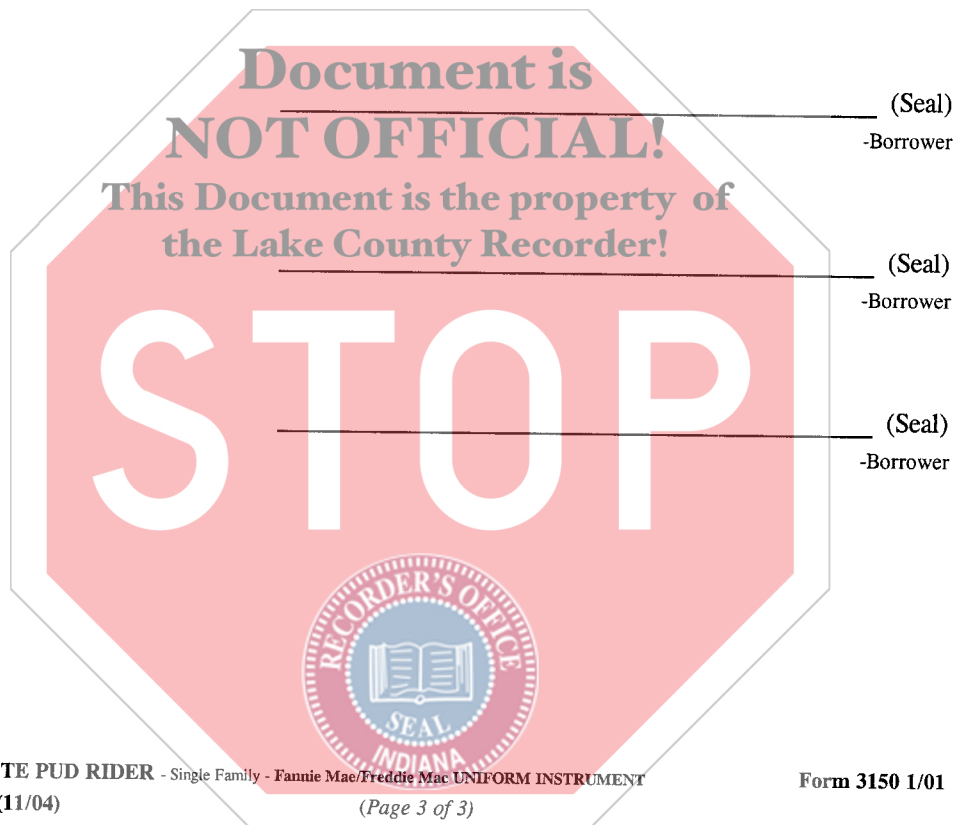 Document is
(Seal)
NOT OFFICIAL!
-Borrower
This Document is the property of
the Lake County Recorder!
(Seal)
-Borrower
STOP
(Seal)
-Borrower
RECORDER'S OFFICE
SEAL
INDIANA
TE PUD RIDER - Single Family - Fannie Mae/Freddie Mac UNIFORM INSTRUMENT Form 3150 1/01
(11/04) (Page 3 of 3)